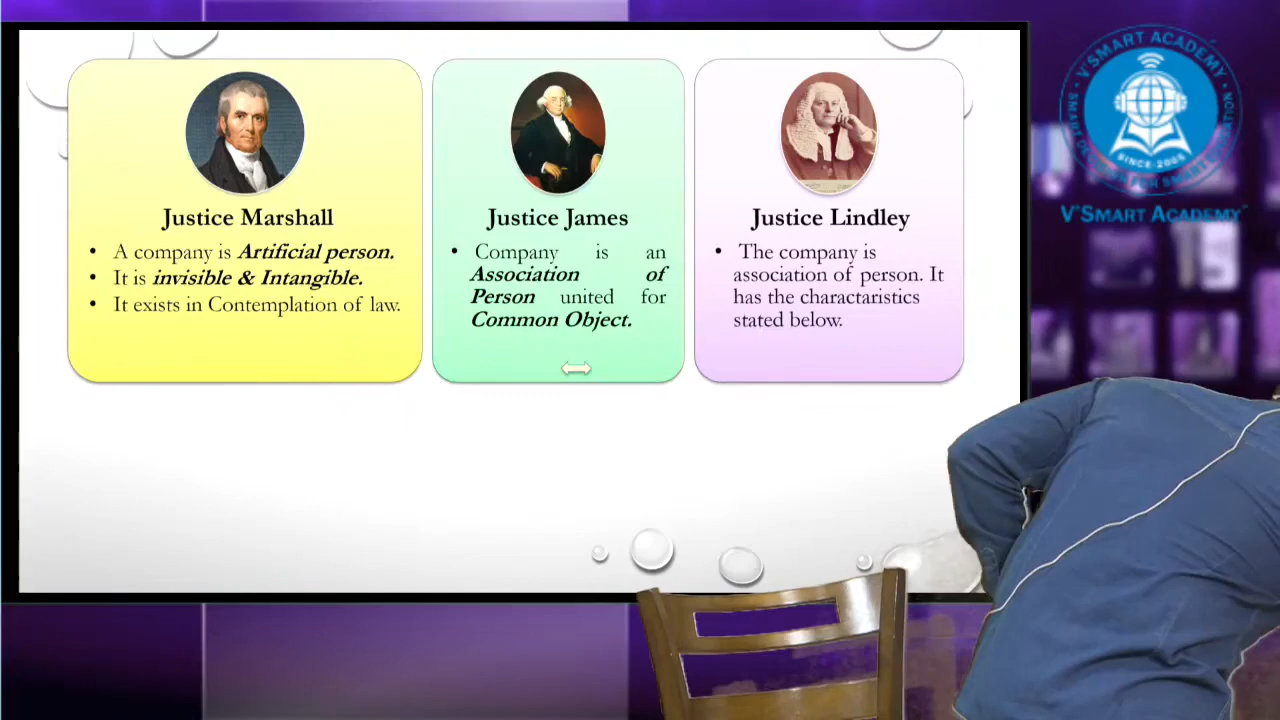 Justice Marshall
• A company is Artificial person.
• It is invisible & Intangible.
• It exists in Contemplation of law.
Justice James
• Company is an
Association of
Person united for
Common Object.
Justice Lindley
• The company is
association of person. It
has the charactaristics
stated below.
V'SMART ACADEMY
SINCE-2008
V'SMART ACADEMY